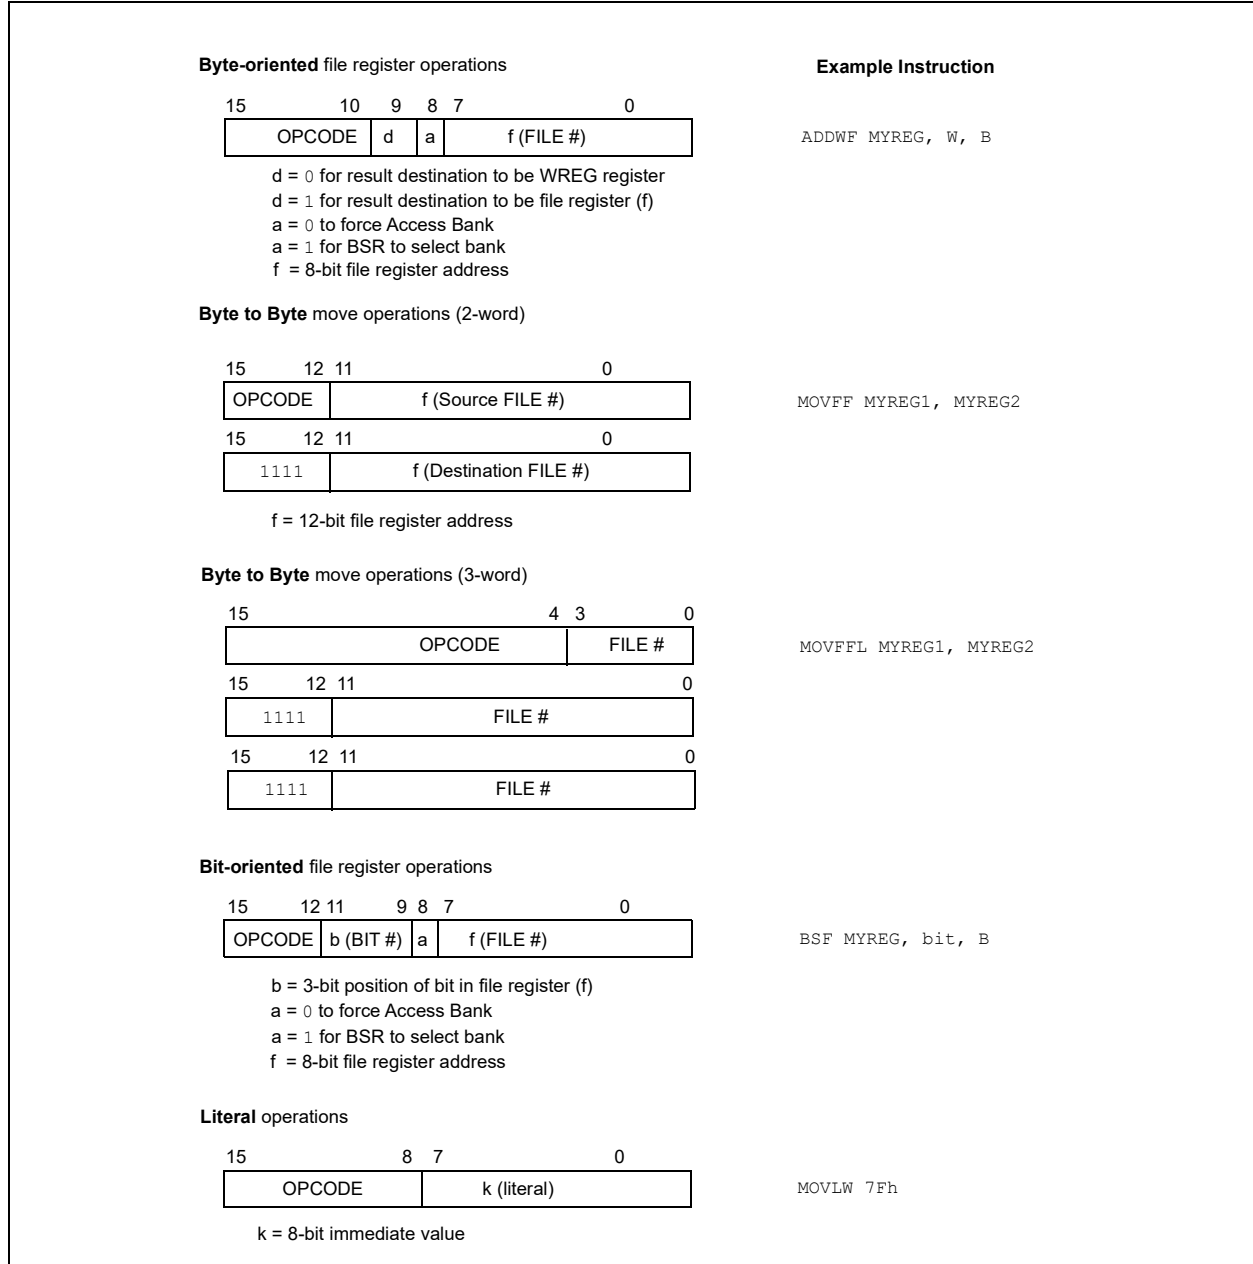 Byte-oriented file register operations
Example Instruction
15 10 9 8 7 0
OPCODE d a f (FILE #)
ADDWF MYREG, W, B
d = 0 for result destination to be WREG register
d = 1 for result destination to be file register (f)
a = 0 to force Access Bank
a = 1 for BSR to select bank
f = 8-bit file register address
Byte to Byte move operations (2-word)
15 12 11 0
OPCODE f (Source FILE #)
MOVFF MYREG1, MYREG2
15 12 11 0
1111 f (Destination FILE #)
f = 12-bit file register address
Byte to Byte move operations (3-word)
15 4 3 0
OPCODE FILE #
MOVFFL MYREG1, MYREG2
15 12 11 0
1111 FILE #
15 12 11 0
1111 FILE #
Bit-oriented file register operations
15 12 11 9 8 7 0
OPCODE b (BIT #) a f (FILE #)
BSF MYREG, bit, B
b = 3-bit position of bit in file register (f)
a = 0 to force Access Bank
a = 1 for BSR to select bank
f = 8-bit file register address
Literal operations
15 8 7 0
OPCODE k (literal)
MOVLW 7Fh
k = 8-bit immediate value